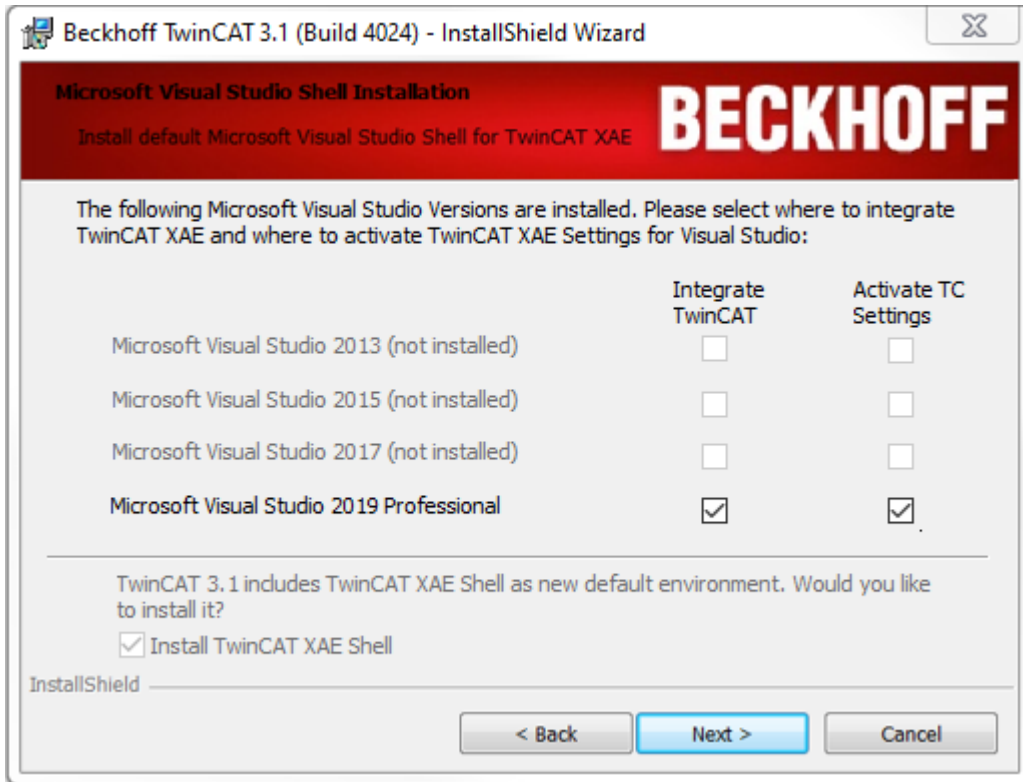 Beckhoff TwinCAT 3.1 (Build 4024) - InstallShield Wizard
Microsoft Visual Studio Shell Installation
Install default Microsoft Visual Studio Shell for TwinCAT XAE
BECKHOFF
The following Microsoft Visual Studio Versions are installed. Please select where to integrate
TwinCAT XAE and where to activate TwinCAT XAE Settings for Visual Studio:
Integrate
TwinCAT
Activate TC
Settings
Microsoft Visual Studio 2013 (not installed)
Microsoft Visual Studio 2015 (not installed)
Microsoft Visual Studio 2017 (not installed)
Microsoft Visual Studio 2019 Professional
.
TwinCAT 3.1 includes TwinCAT XAE Shell as new default environment. Would you like
to install it?
Install TwinCAT XAE Shell
InstallShield
< Back
Next >
Cancel